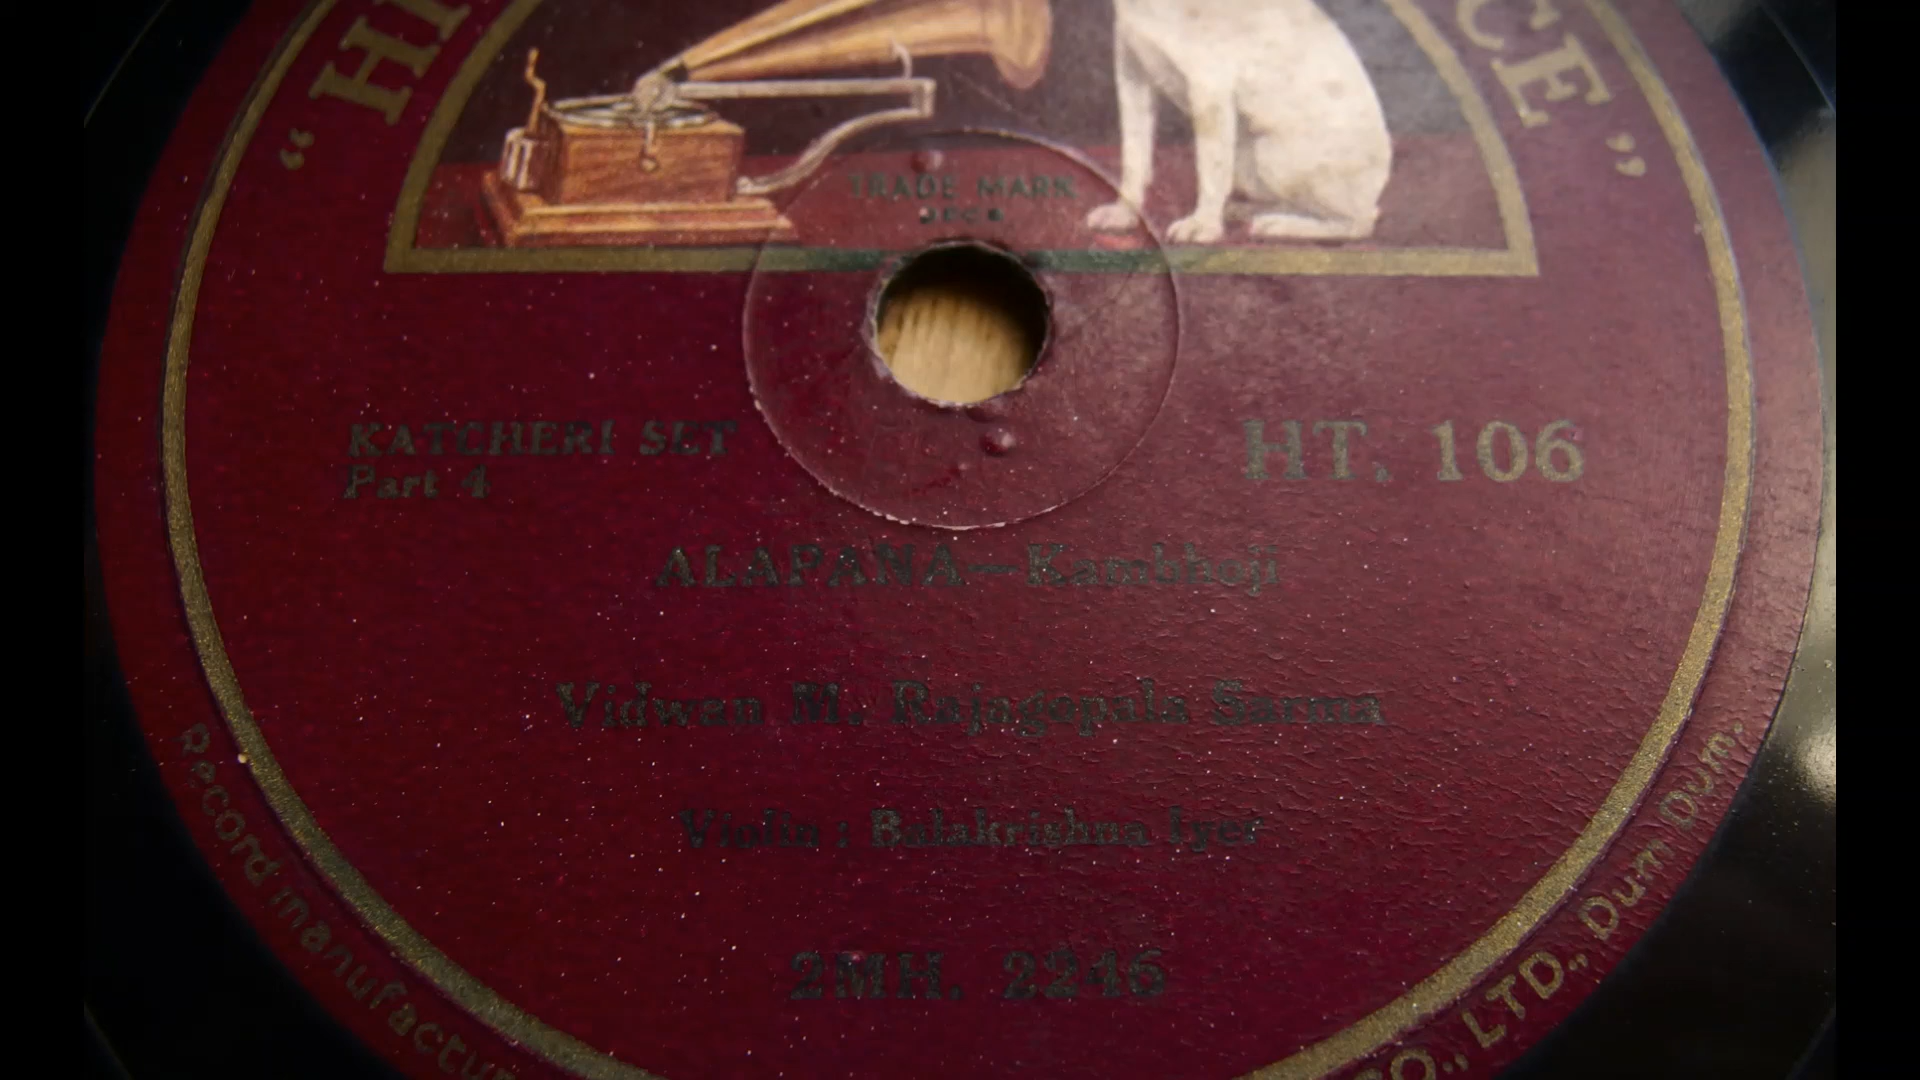 “HI
CE”
TRADE MARK
KATCHERI SET
Part 4
HT. 106
ALAPANA—Kambhoji
Vidwan M. Rajagopala Sarma
Violin : Balakrishna Iyer
2MH. 2246
Record manufactu
CO., LTD., Dum Dum.